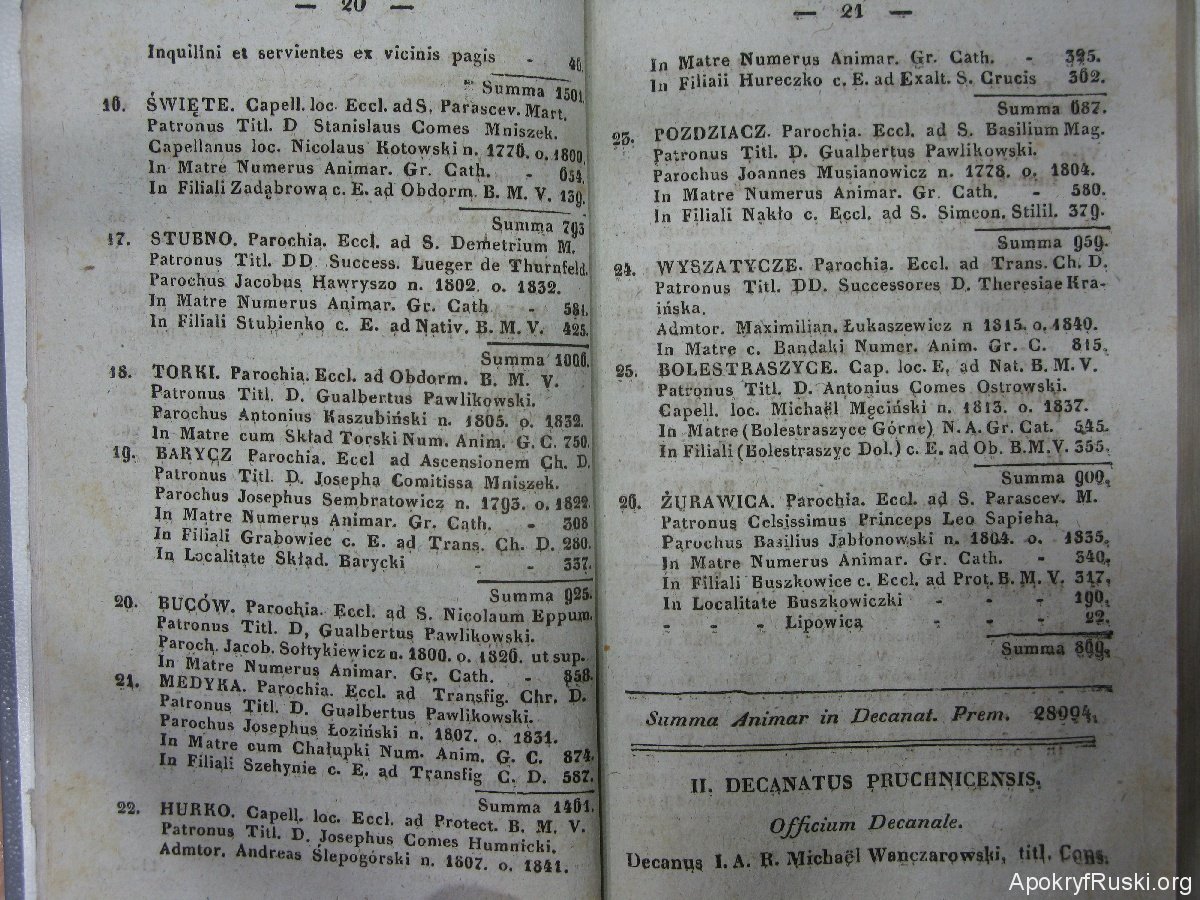 — 20 —
Inquilini et servientes ex vicinis pagis - 46.
Summa 1501.
16. ŚWIĘTE. Capell. loc. Eccl. ad S. Parascev. Mart.
Patronus Titl. D Stanislaus Comes Mniszek.
Capellanus loc. Nicolaus Kotowski n. 1776. o. 1800.
In Matre Numerus Animar. Gr. Cath. - 654.
In Filiali Zadąbrowa c. E. ad Obdorm. B. M. V. 139.
Summa 793
17. STUBNO. Parochia. Eccl. ad S. Demetrium M.
Patronus Titl. DD. Success. Lueger de Thurnfeld.
Parochus Jacobus Hawryszo n. 1802. o. 1832.
In Matre Numerus Animar. Gr. Cath - 581.
In Filiali Stubienko c. E. ad Nativ. B. M. V. 425.
Summa 1006.
18. TORKI. Parochia. Eccl. ad Obdorm. B. M. V.
Patronus Titl. D. Gualbertus Pawlikowski.
Parochus Antonius Kaszubiński n. 1805. o. 1832.
In Matre cum Skład Torski Num. Anim. G. C. 750.
19. BARYCZ Parochia. Eccl ad Ascensionem Ch. D.
Patronus Titl. D. Josepha Comitissa Mniszek.
Parochus Josephus Sembratowicz n. 1793. o. 1822.
In Matre Numerus Animar. Gr. Cath. - 308
In Filiali Grabowiec c. E. ad Trans. Ch. D. 280.
In Localitate Skład. Barycki - - 337.
Summa 925.
20. BUCÓW. Parochia. Eccl. ad S. Nicolaum Eppum.
Patronus Titl. D, Gualbertus Pawlikowski.
Paroch. Jacob. Sołtykiewicz n. 1800. o. 1826. ut sup.
In Matre Numerus Animar. Gr. Cath. - 858.
21. MEDYKA. Parochia. Eccl. ad Transfig. Chr. D.
Patronus Titl. D. Gualbertus Pawlikowski.
Parochus Josephus Łoziński n. 1807. o. 1831.
In Matre cum Chałupki Num. Anim. G. C. 874.
In Filiali Szehynie c. E. ad Transfig C. D. 587.
Summa 1461.
22. HURKO. Capell. loc. Eccl. ad Protect. B. M. V.
Patronus Titl. D. Josephus Comes Humnicki.
Admtor. Andreas Ślepogórski n. 1807. o. 1841.
— 21 —
In Matre Numerus Animar. Gr. Cath. - 325.
In Filiali Hureczko c. E. ad Exalt. S. Crucis 362.
Summa 687.
23. POZDZIACZ. Parochia. Eccl. ad S. Basilium Mag.
Patronus Titl. D. Gualbertus Pawlikowski.
Parochus Joannes Musianowicz n. 1778. o. 1804.
In Matre Numerus Animar. Gr. Cath. - 580.
In Filiali Nakło c. Eccl. ad S. Simeon. Stilil. 379.
Summa 959.
24. WYSZATYCZE. Parochia. Eccl. ad Trans. Ch. D.
Patronus Titl. DD. Successores D. Theresiae Kra-
ińska.
Admtor. Maximilian. Łukaszewicz n 1815. o. 1840.
In Matre c. Bandaki Numer. Anim. Gr. C. 815.
25. BOLESTRASZYCE. Cap. loc. E. ad Nat. B. M. V.
Patronus Titl. D. Antonius Comes Ostrowski.
Capell. loc. Michaël Męciński n. 1813. o. 1837.
In Matre (Bolestraszyce Górne) N. A. Gr. Cat. 545.
In Filiali (Bolestraszyc Dol.) c. E. ad Ob. B. M. V. 355.
Summa 900.
26. ŻURAWICA. Parochia. Eccl. ad S. Parascev. M.
Patronus Celsissimus Princeps Leo Sapieha.
Parochus Basilius Jabłonowski n. 1804. o. 1835.
In Matre Numerus Animar. Gr. Cath. - 340.
In Filiali Buszkowice c. Eccl. ad Prot. B. M. V. 317.
In Localitate Buszkowiczki - - - 190.
- - - Lipowica - - - 22.
Summa 869.
Summa Animar in Decanat. Prem. 28994.
II. DECANATUS PRUCHNICENSIS.
Officium Decanale.
Decanus I. A. R. Michaël Wanczarowski, titl. Cons.
ApokryfRuski.org